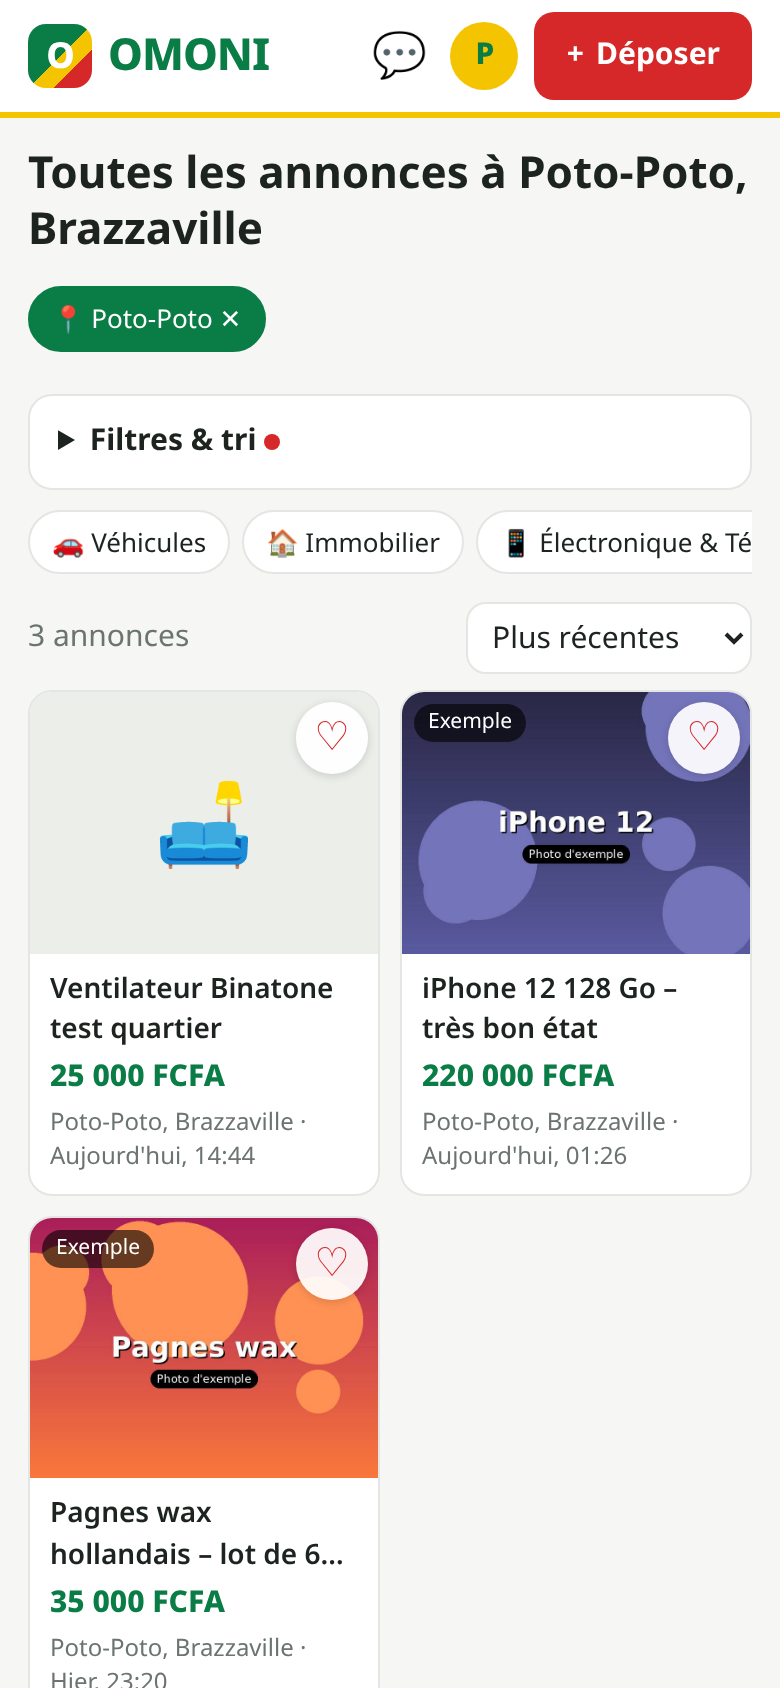 O OMONI 💬 P + Déposer
Toutes les annonces à Poto-Poto,
Brazzaville
📍 Poto-Poto ✕
▶ Filtres & tri
🚗 Véhicules 🏠 Immobilier 📱 Électronique & Té
3 annonces Plus récentes
Ventilateur Binatone
test quartier
25 000 FCFA
Poto-Poto, Brazzaville ·
Aujourd'hui, 14:44
Exemple
iPhone 12
Photo d'exemple
iPhone 12 128 Go –
très bon état
220 000 FCFA
Poto-Poto, Brazzaville ·
Aujourd'hui, 01:26
Exemple
Pagnes wax
Photo d'exemple
Pagnes wax
hollandais – lot de 6...
35 000 FCFA
Poto-Poto, Brazzaville ·
Hier, 23:20